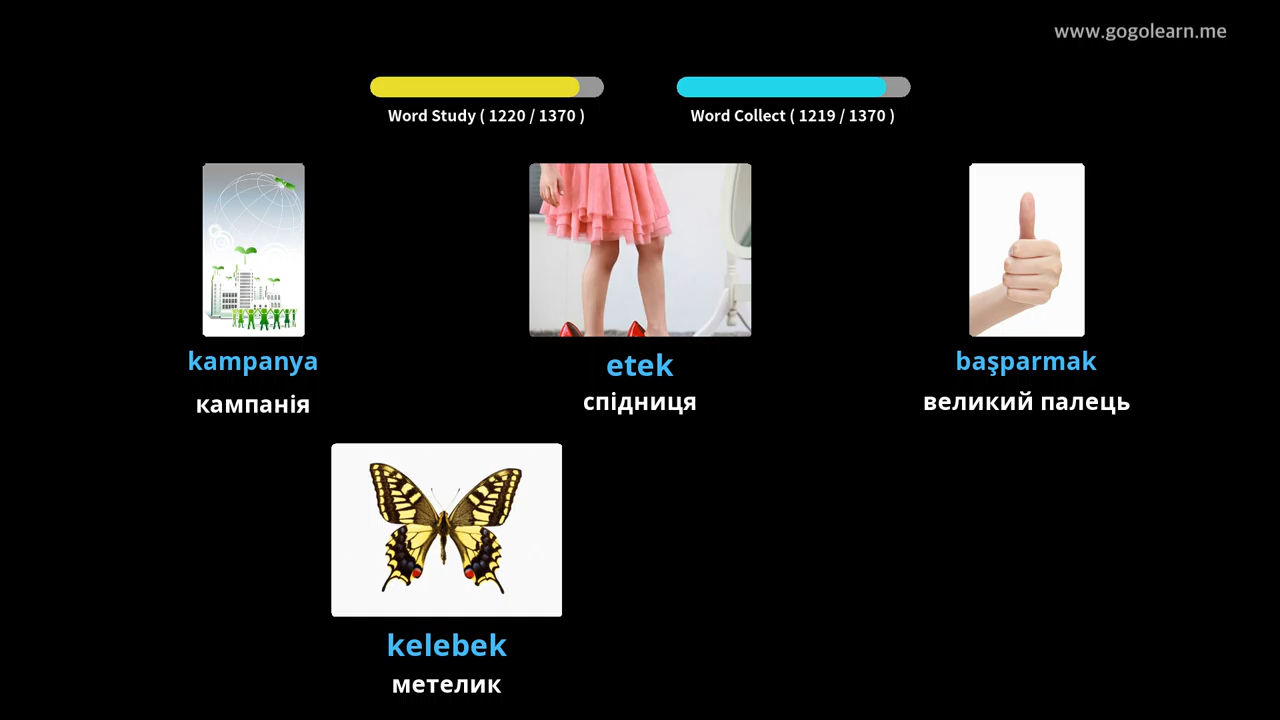 www.gogolearn.me
Word Study ( 1220 / 1370 )
Word Collect ( 1219 / 1370 )
kampanya
кампанія
etek
спідниця
başparmak
великий палець
kelebek
метелик